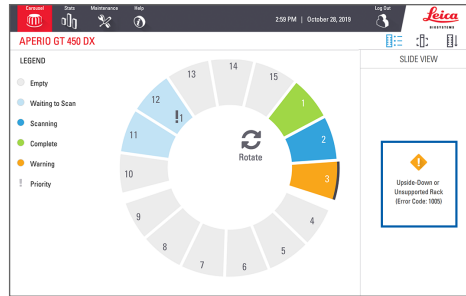 Carousel Stats Maintenance Help
2:59 PM | October 28, 2019
Log Out
Leica
BIOSYSTEMS
APERIO GT 450 DX
LEGEND
Empty
Waiting to Scan
Scanning
Complete
Warning
! Priority
14
13
15
12
!1
1
11
2
Rotate
10
3
9
4
8
5
7
6
SLIDE VIEW
!
Upside-Down or
Unsupported Rack
(Error Code: 1005)